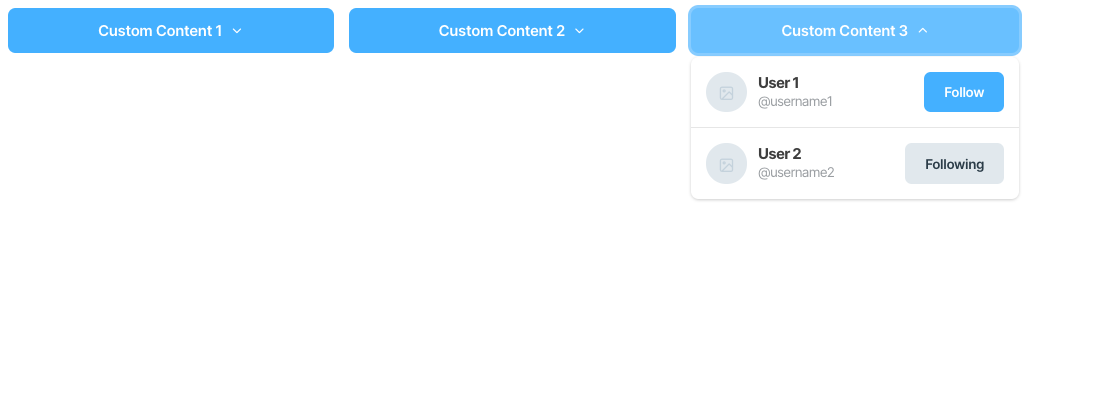 Custom Content 1
Custom Content 2
Custom Content 3
User 1
@username1
Follow
User 2
@username2
Following